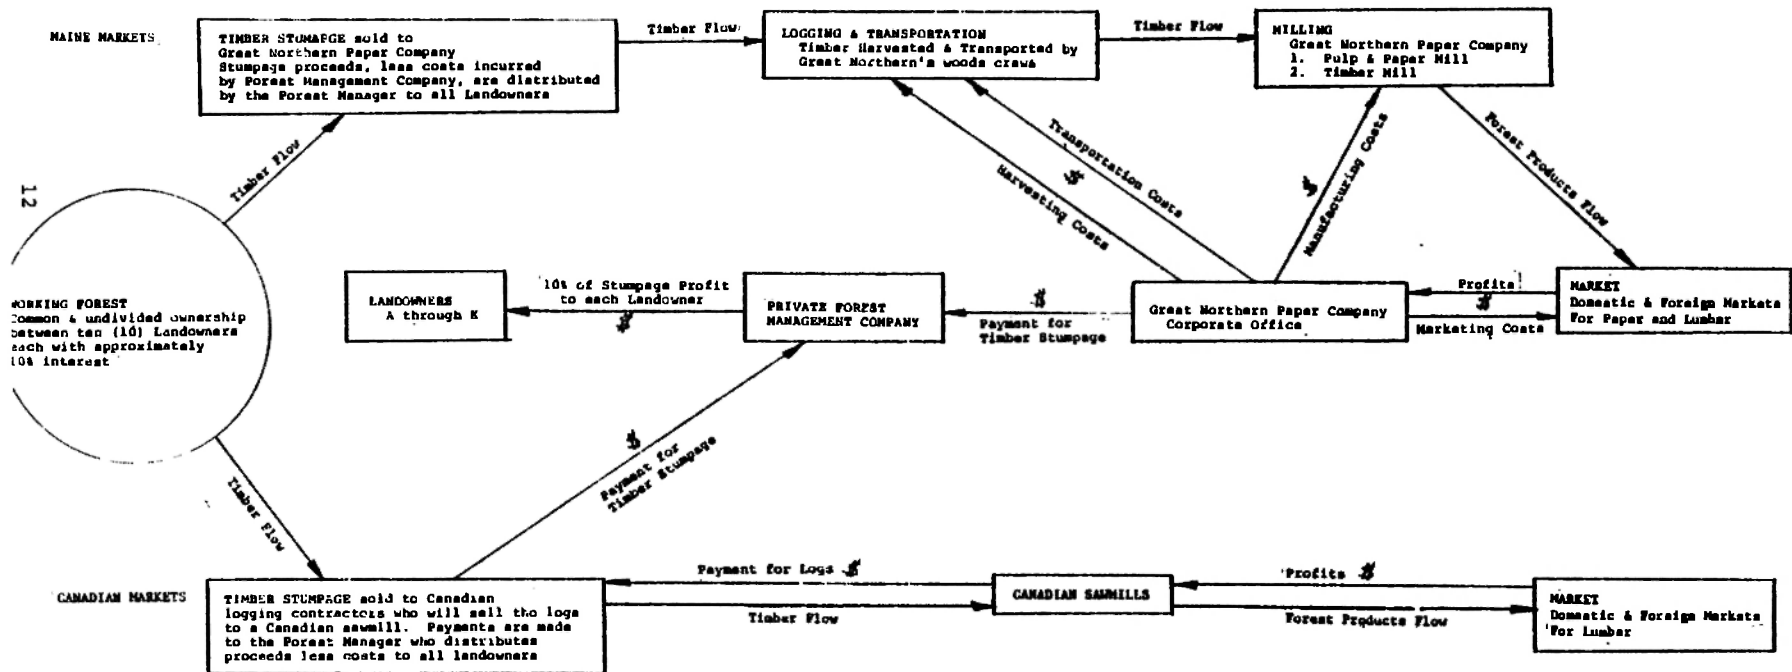 MAINE MARKETS
TIMBER STUMAPGE sold to
Great Northern Paper Company
Stumpage proceeds, less costs incurred
by Forest Management Company, are distributed
by the Forest Manager to all Landowners
Timber Flow
LOGGING & TRANSPORTATION
Timber Harvested & Transported by
Great Northern's woods crews
Timber Flow
MILLING
Great Northern Paper Company
1. Pulp & Paper Mill
2. Timber Mill
Timber Flow
Transportation Costs
$
Harvesting Costs
$
Manufacturing Costs
Forest Products Flow
12
WORKING FOREST
Common & undivided ownership
between ten (10) Landowners
each with approximately
10% interest
LANDOWNERS
A through K
10% of Stumpage Profit
to each Landowner
$
PRIVATE FOREST
MANAGEMENT COMPANY
$
Payment for
Timber Stumpage
Great Northern Paper Company
Corporate Office
Profits
$
Marketing Costs
MARKET
Domestic & Foreign Markets
For Paper and Lumber
$
Payment for
Timber Stumpage
Timber Flow
CANADIAN MARKETS
TIMBER STUMPAGE sold to Canadian
logging contractors who will sell the logs
to a Canadian sawmill. Payments are made
to the Forest Manager who distributes
proceeds less costs to all landowners
Payment for Logs $
Timber Flow
CANADIAN SAWMILLS
Profits $
Forest Products Flow
MARKET
Domestic & Foreign Markets
For Lumber